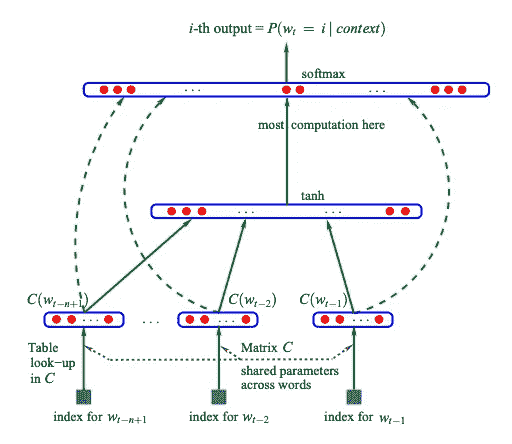 i-th output = P(w_t = i | context)
softmax
... ...
most computation here
tanh
... ...
C(w_{t−n+1}) C(w_{t−2}) C(w_{t−1})
... ... ... ...
Table Matrix C
look−up shared parameters
in C across words
index for w_{t−n+1} index for w_{t−2} index for w_{t−1}